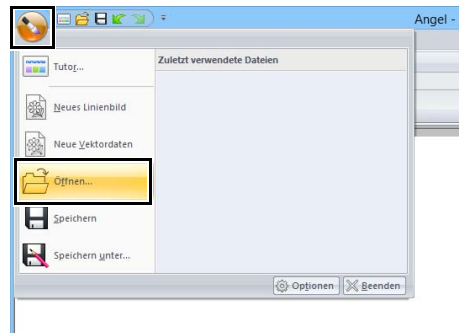 Angel -
Tutor...
Zuletzt verwendete Dateien
Neues Linienbild
Neue Vektordaten
Öffnen...
Speichern
Speichern unter...
Optionen
Beenden